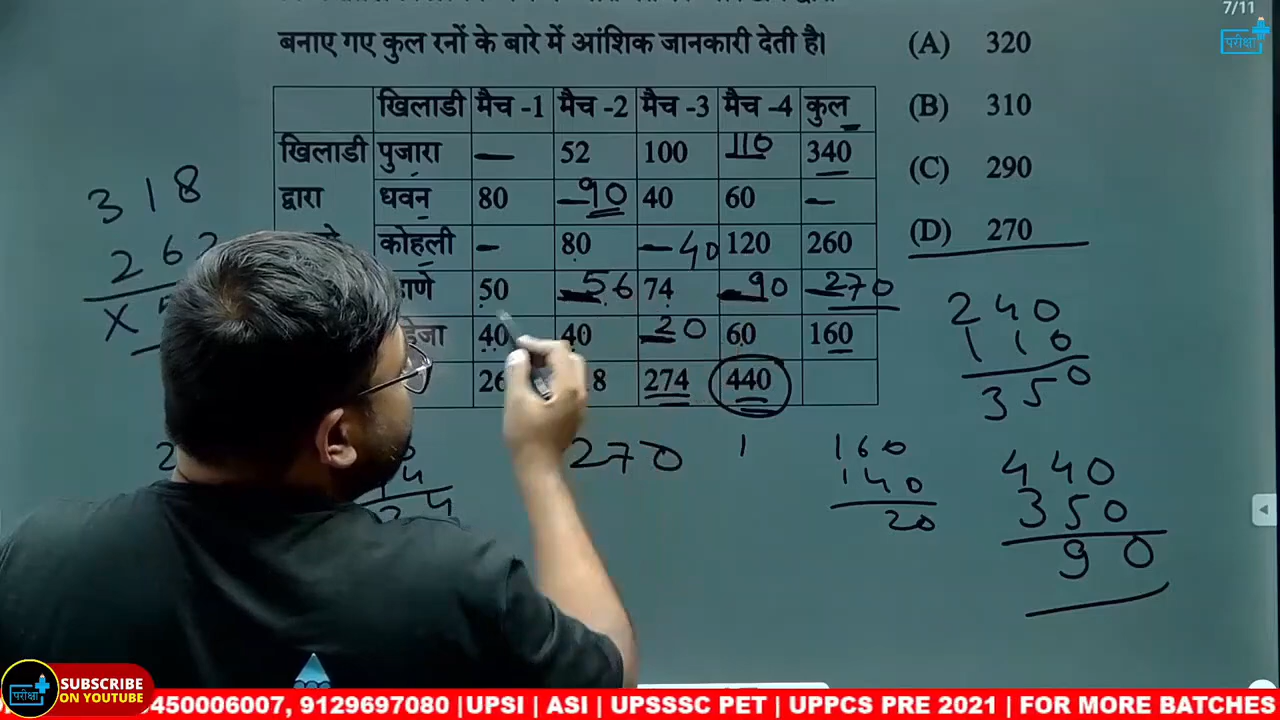 7/11
परीक्षा
बनाए गए कुल रनों के बारे में आंशिक जानकारी देती है।
(A) 320
(B) 310
(C) 290
(D) 270
खिलाडी मैच -1 मैच -2 मैच -3 मैच -4 कुल
खिलाडी पुजारा — 52 100 110 340
द्वारा धवन 80 — 90 40 60 —
कोहली — 80 — 40 120 260
50 — 56 74 — 90 — 270
40 40 — 20 60 160
274 440
318
240
110
350
270
160
140
20
440
350
90
परीक्षा
SUBSCRIBE
ON YOUTUBE
450006007, 9129697080 |UPSI | ASI | UPSSSC PET | UPPCS PRE 2021 | FOR MORE BATCHES